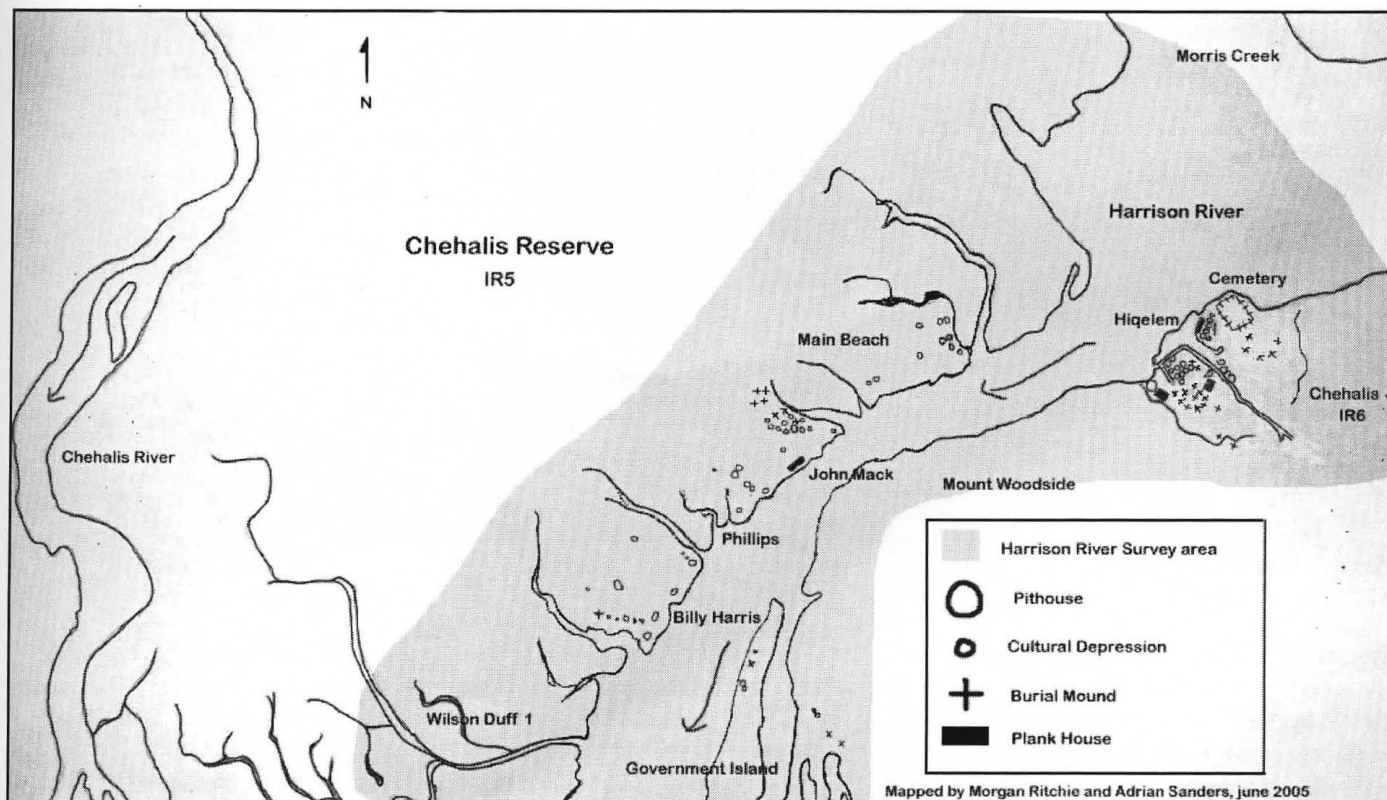 Morris Creek
N
Harrison River
Chehalis Reserve
IR5
Cemetery
Hiqelem
Main Beach
Chehalis
IR6
Chehalis River
John Mack
Mount Woodside
Phillips
Billy Harris
Wilson Duff 1
Government Island
Harrison River Survey area
Pithouse
Cultural Depression
Burial Mound
Plank House
Mapped by Morgan Ritchie and Adrian Sanders, june 2005